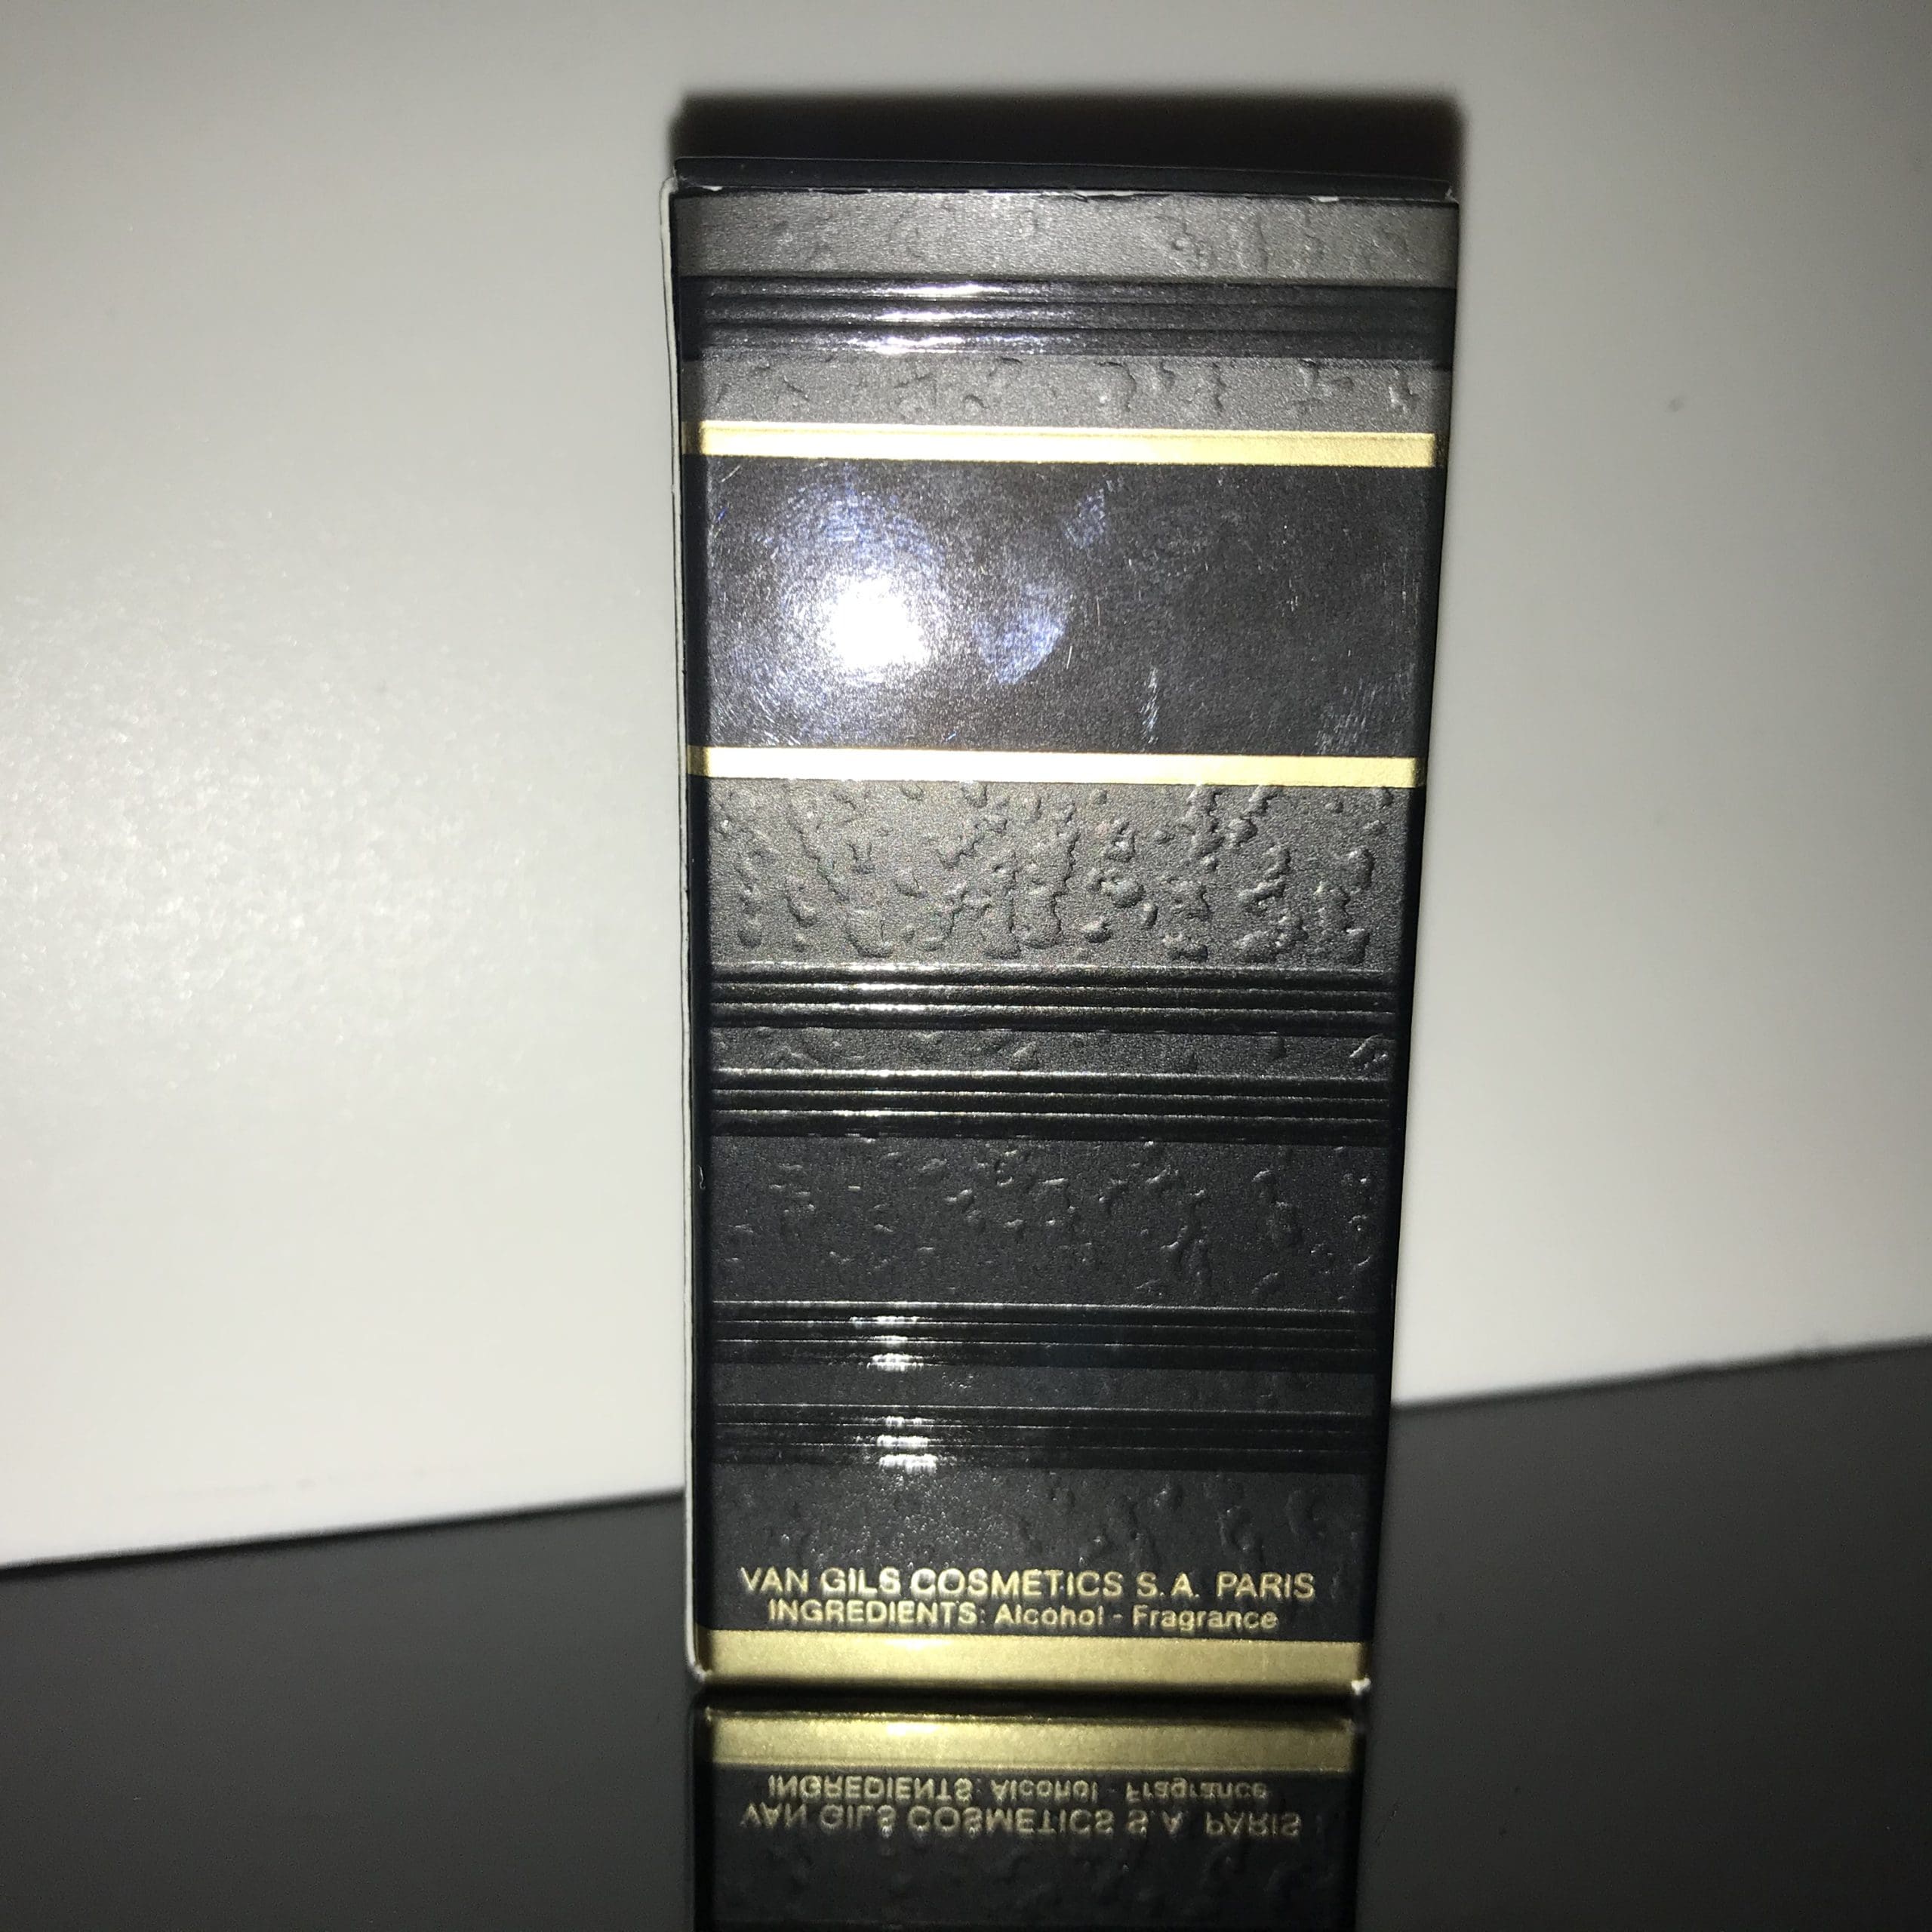 VAN GILS COSMETICS S.A. PARIS
INGREDIENTS: Alcohol - Fragrance